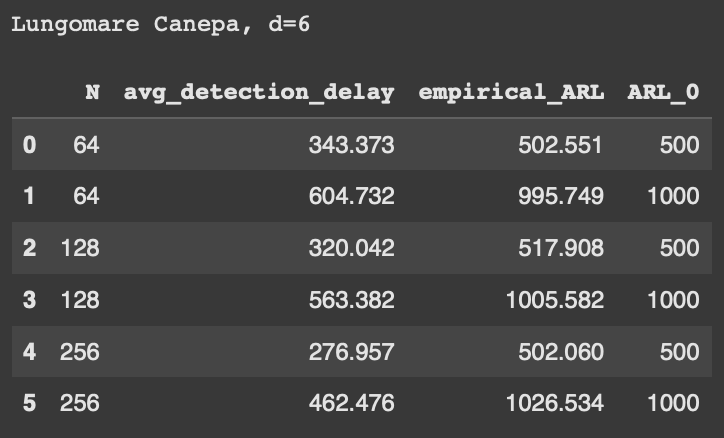 Lungomare Canepa, d=6
N avg_detection_delay empirical_ARL ARL_0
0 64 343.373 502.551 500
1 64 604.732 995.749 1000
2 128 320.042 517.908 500
3 128 563.382 1005.582 1000
4 256 276.957 502.060 500
5 256 462.476 1026.534 1000